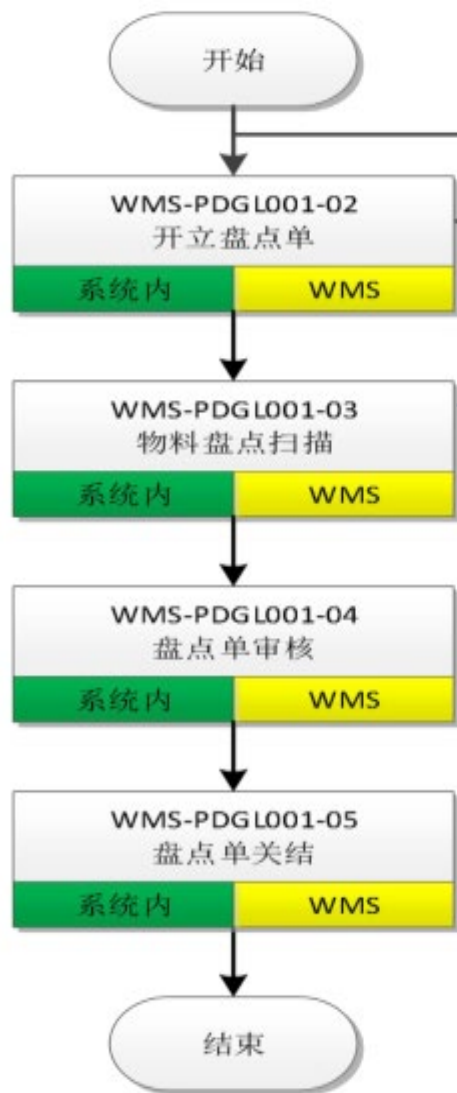 开始
WMS-PDGL001-02
开立盘点单
系统内 WMS
WMS-PDGL001-03
物料盘点扫描
系统内 WMS
WMS-PDGL001-04
盘点单审核
系统内 WMS
WMS-PDGL001-05
盘点单关结
系统内 WMS
结束